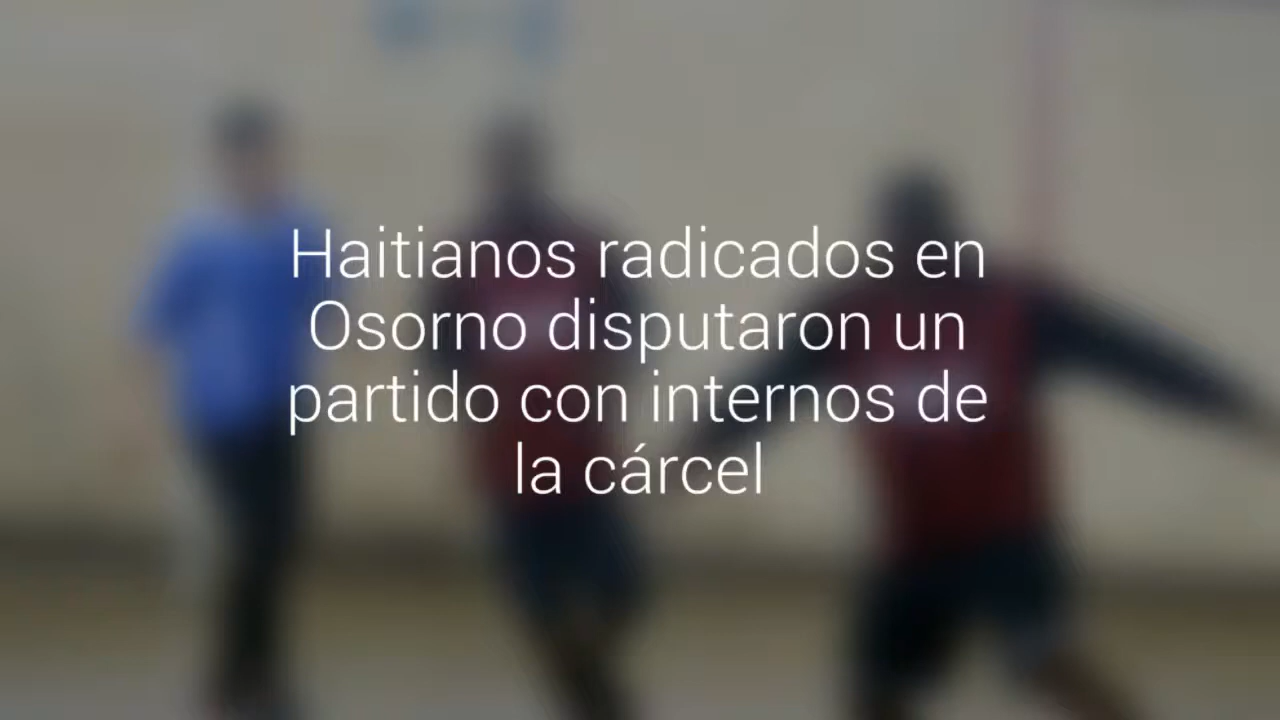 Haitianos radicados en
Osorno disputaron un
partido con internos de
la cárcel